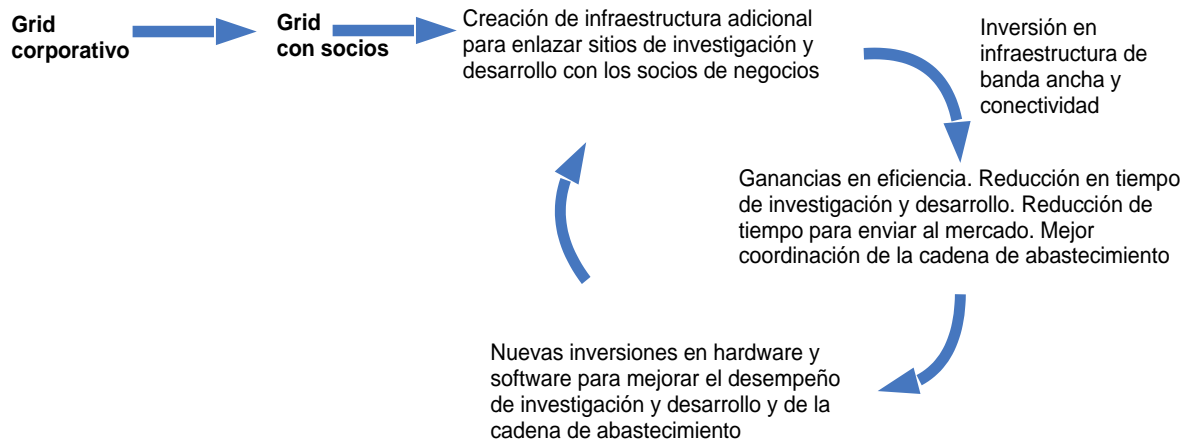 Grid
corporativo
Grid
con socios
Creación de infraestructura adicional
para enlazar sitios de investigación y
desarrollo con los socios de negocios
Inversión en
infraestructura de
banda ancha y
conectividad
Ganancias en eficiencia. Reducción en tiempo
de investigación y desarrollo. Reducción de
tiempo para enviar al mercado. Mejor
coordinación de la cadena de abastecimiento
Nuevas inversiones en hardware y
software para mejorar el desempeño
de investigación y desarrollo y de la
cadena de abastecimiento